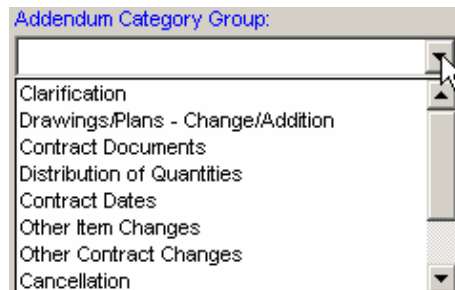 Addendum Category Group:
Clarification
Drawings/Plans - Change/Addition
Contract Documents
Distribution of Quantities
Contract Dates
Other Item Changes
Other Contract Changes
Cancellation